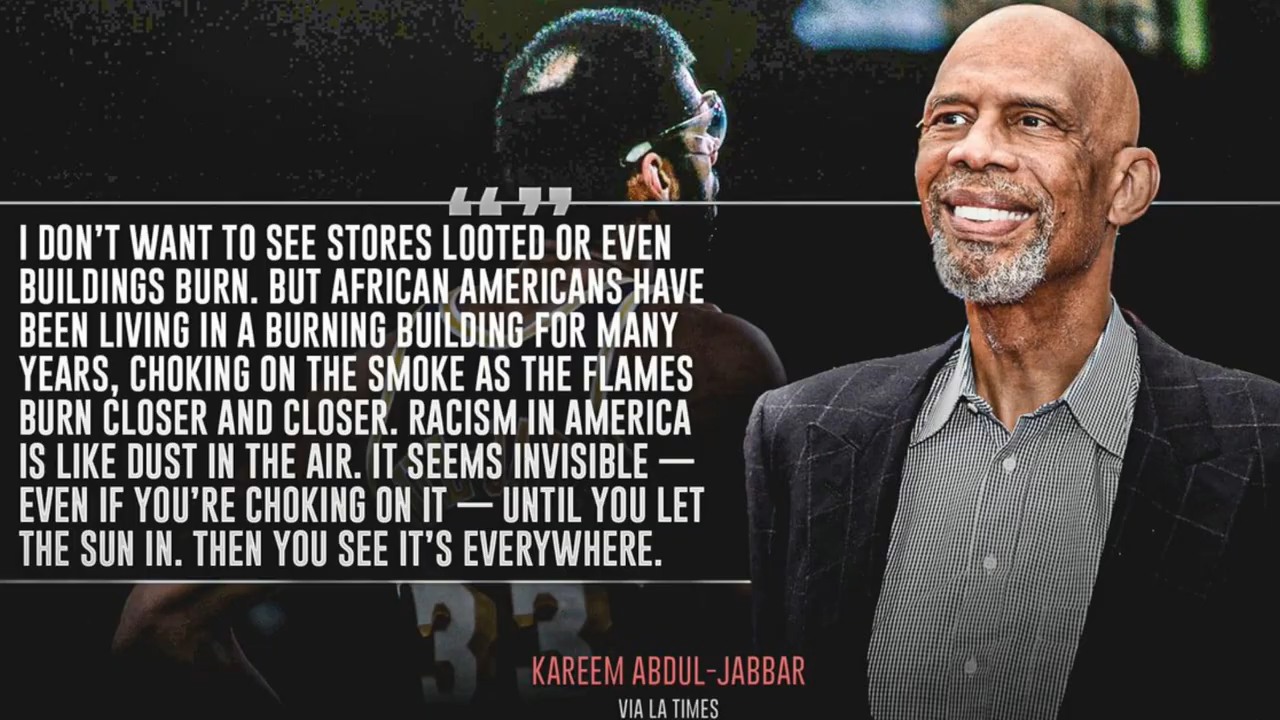 “ ”
I DON’T WANT TO SEE STORES LOOTED OR EVEN
BUILDINGS BURN. BUT AFRICAN AMERICANS HAVE
BEEN LIVING IN A BURNING BUILDING FOR MANY
YEARS, CHOKING ON THE SMOKE AS THE FLAMES
BURN CLOSER AND CLOSER. RACISM IN AMERICA
IS LIKE DUST IN THE AIR. IT SEEMS INVISIBLE —
EVEN IF YOU’RE CHOKING ON IT — UNTIL YOU LET
THE SUN IN. THEN YOU SEE IT’S EVERYWHERE.
33
KAREEM ABDUL-JABBAR
VIA LA TIMES